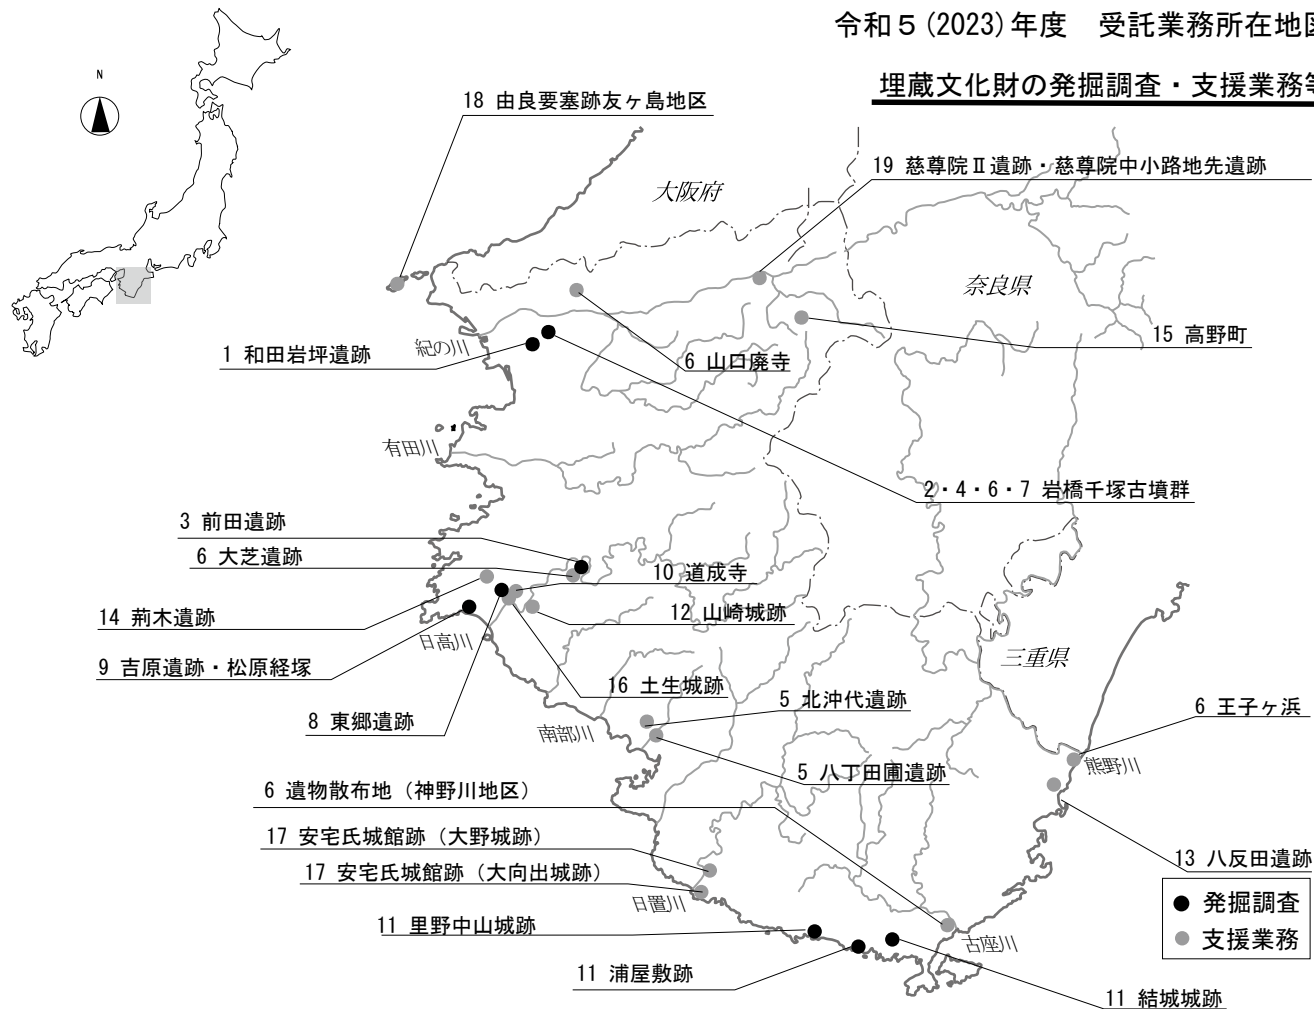 令和５(2023)年度　受託業務所在地図
埋蔵文化財の発掘調査・支援業務等
N
18 由良要塞跡友ヶ島地区
大阪府
19 慈尊院Ⅱ遺跡・慈尊院中小路地先遺跡
奈良県
紀の川
1 和田岩坪遺跡
6 山口廃寺
15 高野町
有田川
2・4・6・7 岩橋千塚古墳群
3 前田遺跡
6 大芝遺跡
10 道成寺
14 荊木遺跡
12 山崎城跡
日高川
9 吉原遺跡・松原経塚
三重県
16 土生城跡
5 北沖代遺跡
6 王子ヶ浜
8 東郷遺跡
南部川
熊野川
5 八丁田圃遺跡
6 遺物散布地（神野川地区）
17 安宅氏城館跡（大野城跡）
13 八反田遺跡
17 安宅氏城館跡（大向出城跡）
日置川
発掘調査
11 里野中山城跡
支援業務
古座川
11 浦屋敷跡
11 結城城跡